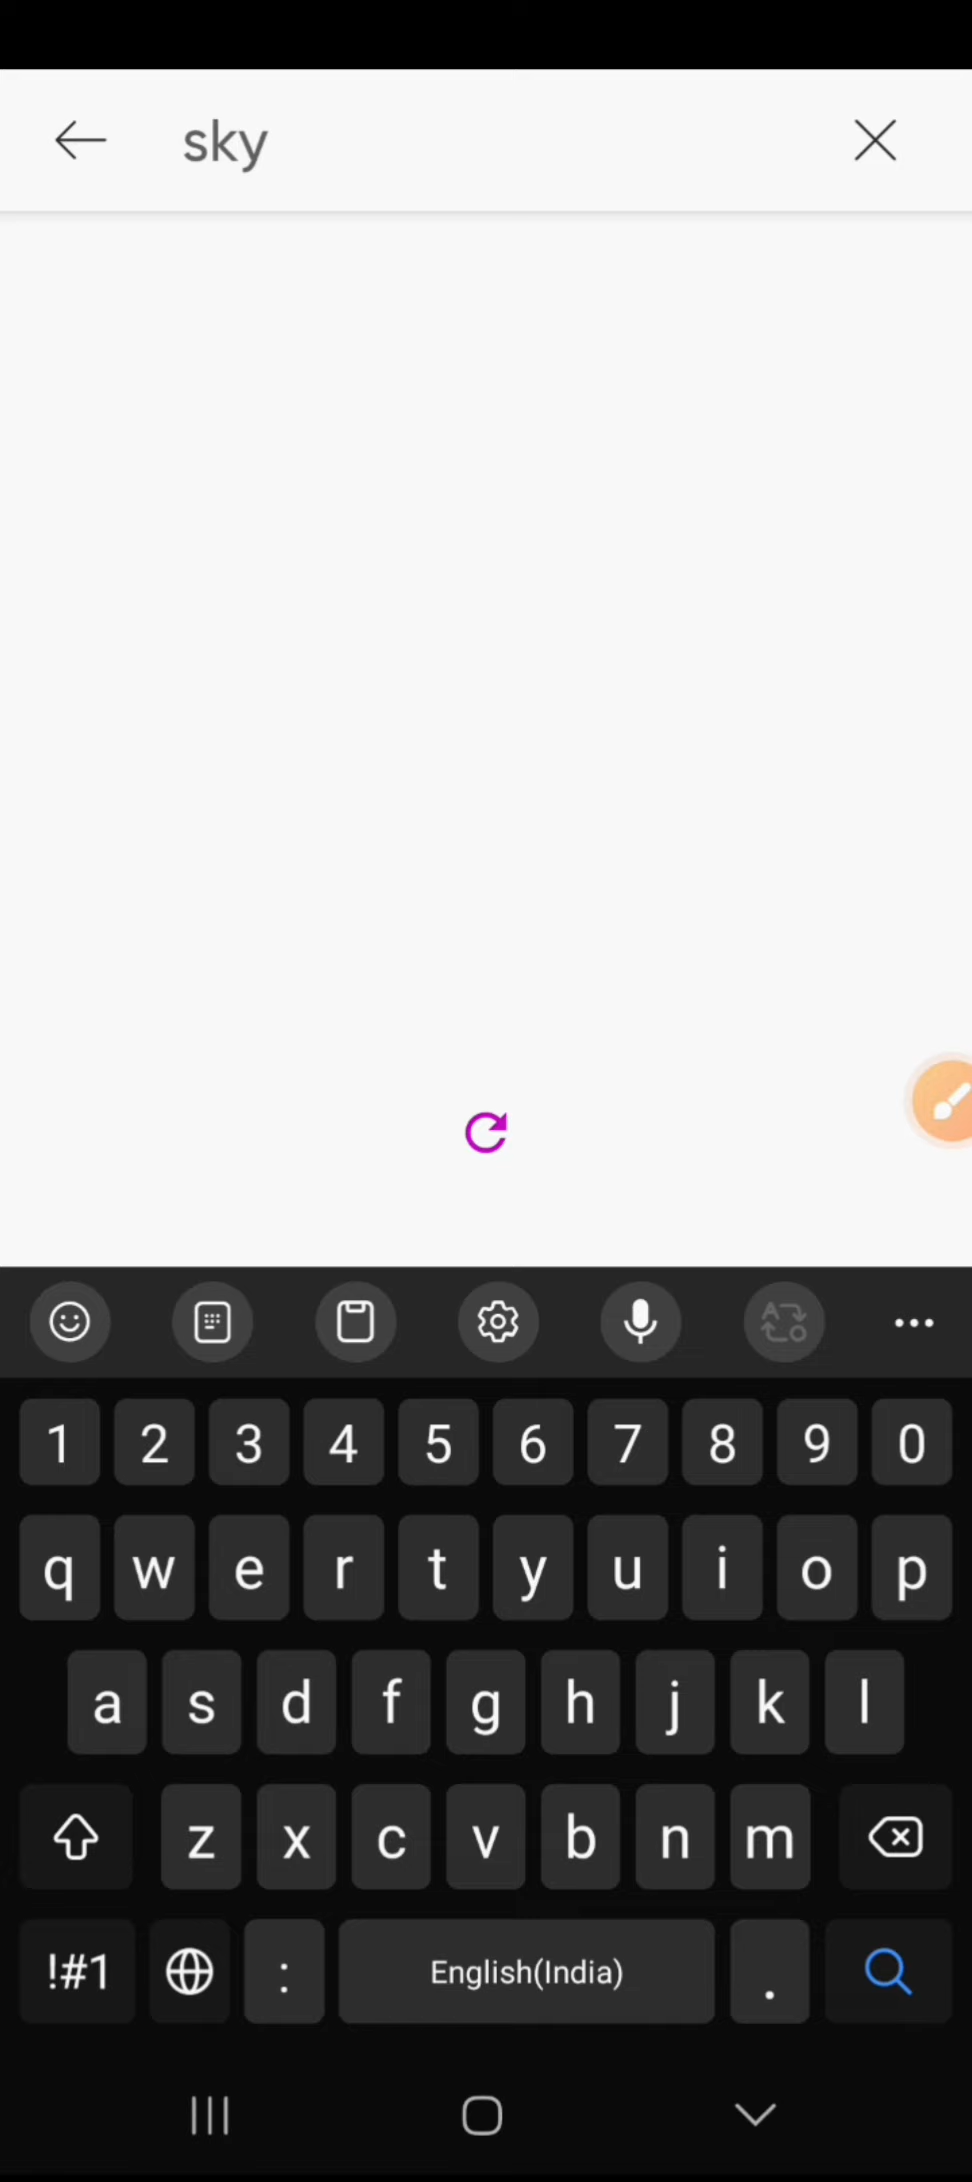 sky
1 2 3 4 5 6 7 8 9 0
q w e r t y u i o p
a s d f g h j k l
z x c v b n m
!#1 : English(India) .